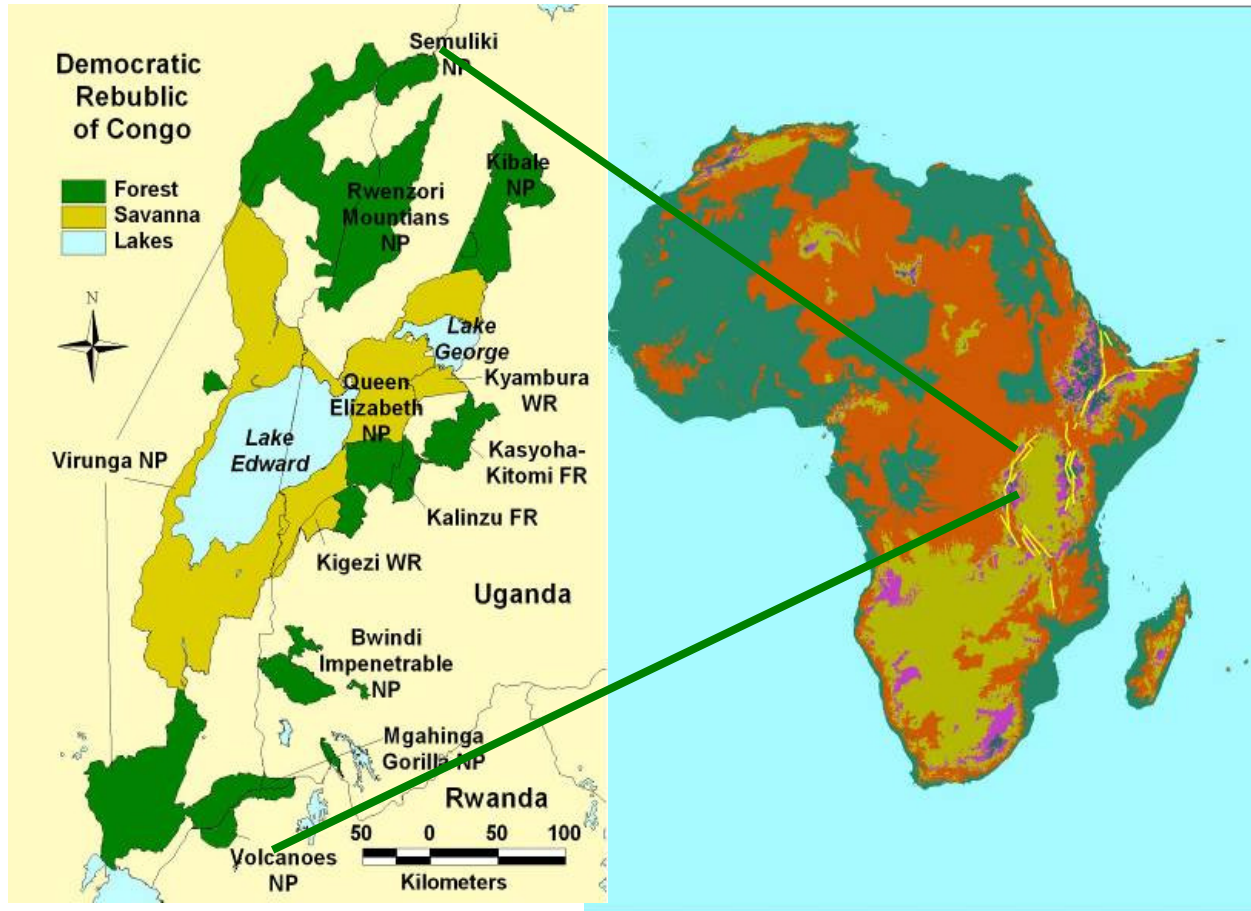 Semuliki
NP
Democratic
Rebublic
of Congo
Forest
Savanna
Lakes
Kibale
NP
Rwenzori
Mountians
NP
N
Lake
George
Queen
Elizabeth
NP
Kyambura
WR
Lake
Edward
Virunga NP
Kasyoha-
Kitomi FR
Kalinzu FR
Kigezi WR
Uganda
Bwindi
Impenetrable
NP
Mgahinga
Gorilla NP
Rwanda
50 0 50 100
Kilometers
Volcanoes
NP